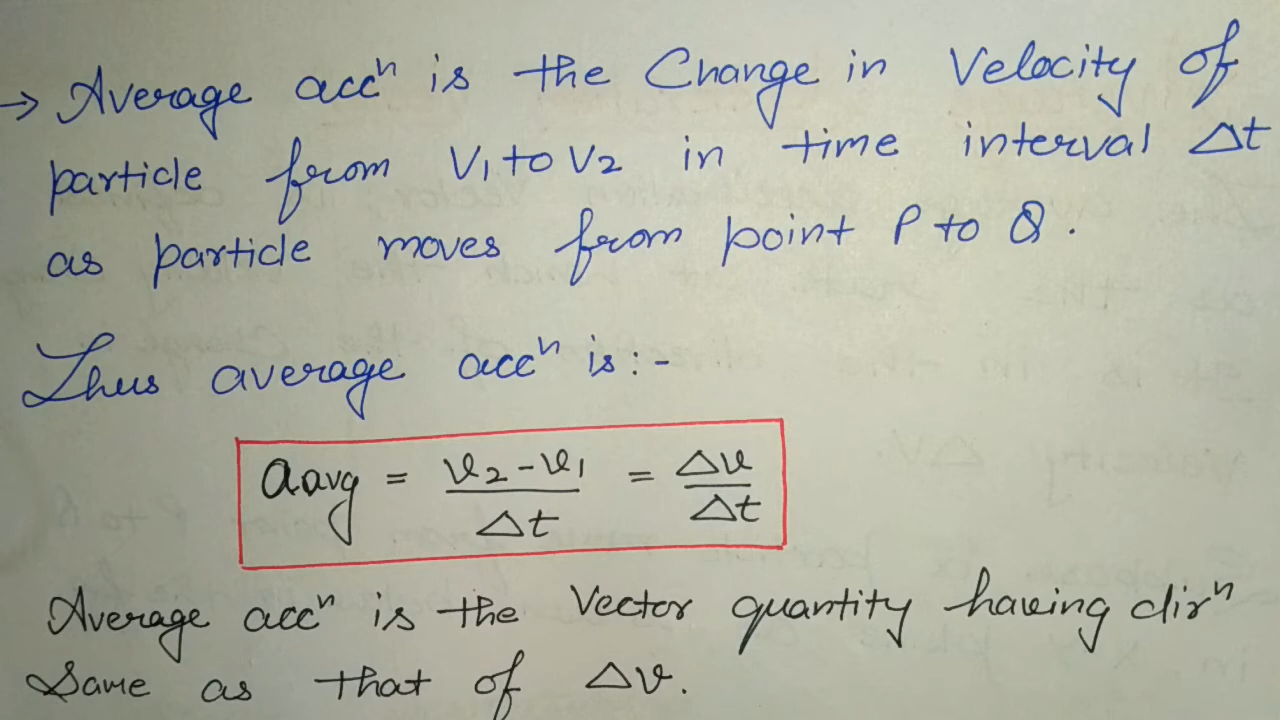 → Average accⁿ is the Change in Velocity of
particle from V₁ to V₂ in time interval Δt
as particle moves from point P to Q.
Thus average accⁿ is :-
aavg = v₂-v₁/Δt = Δv/Δt
Average accⁿ is the Vector quantity having dirⁿ
Same as that of Δv.